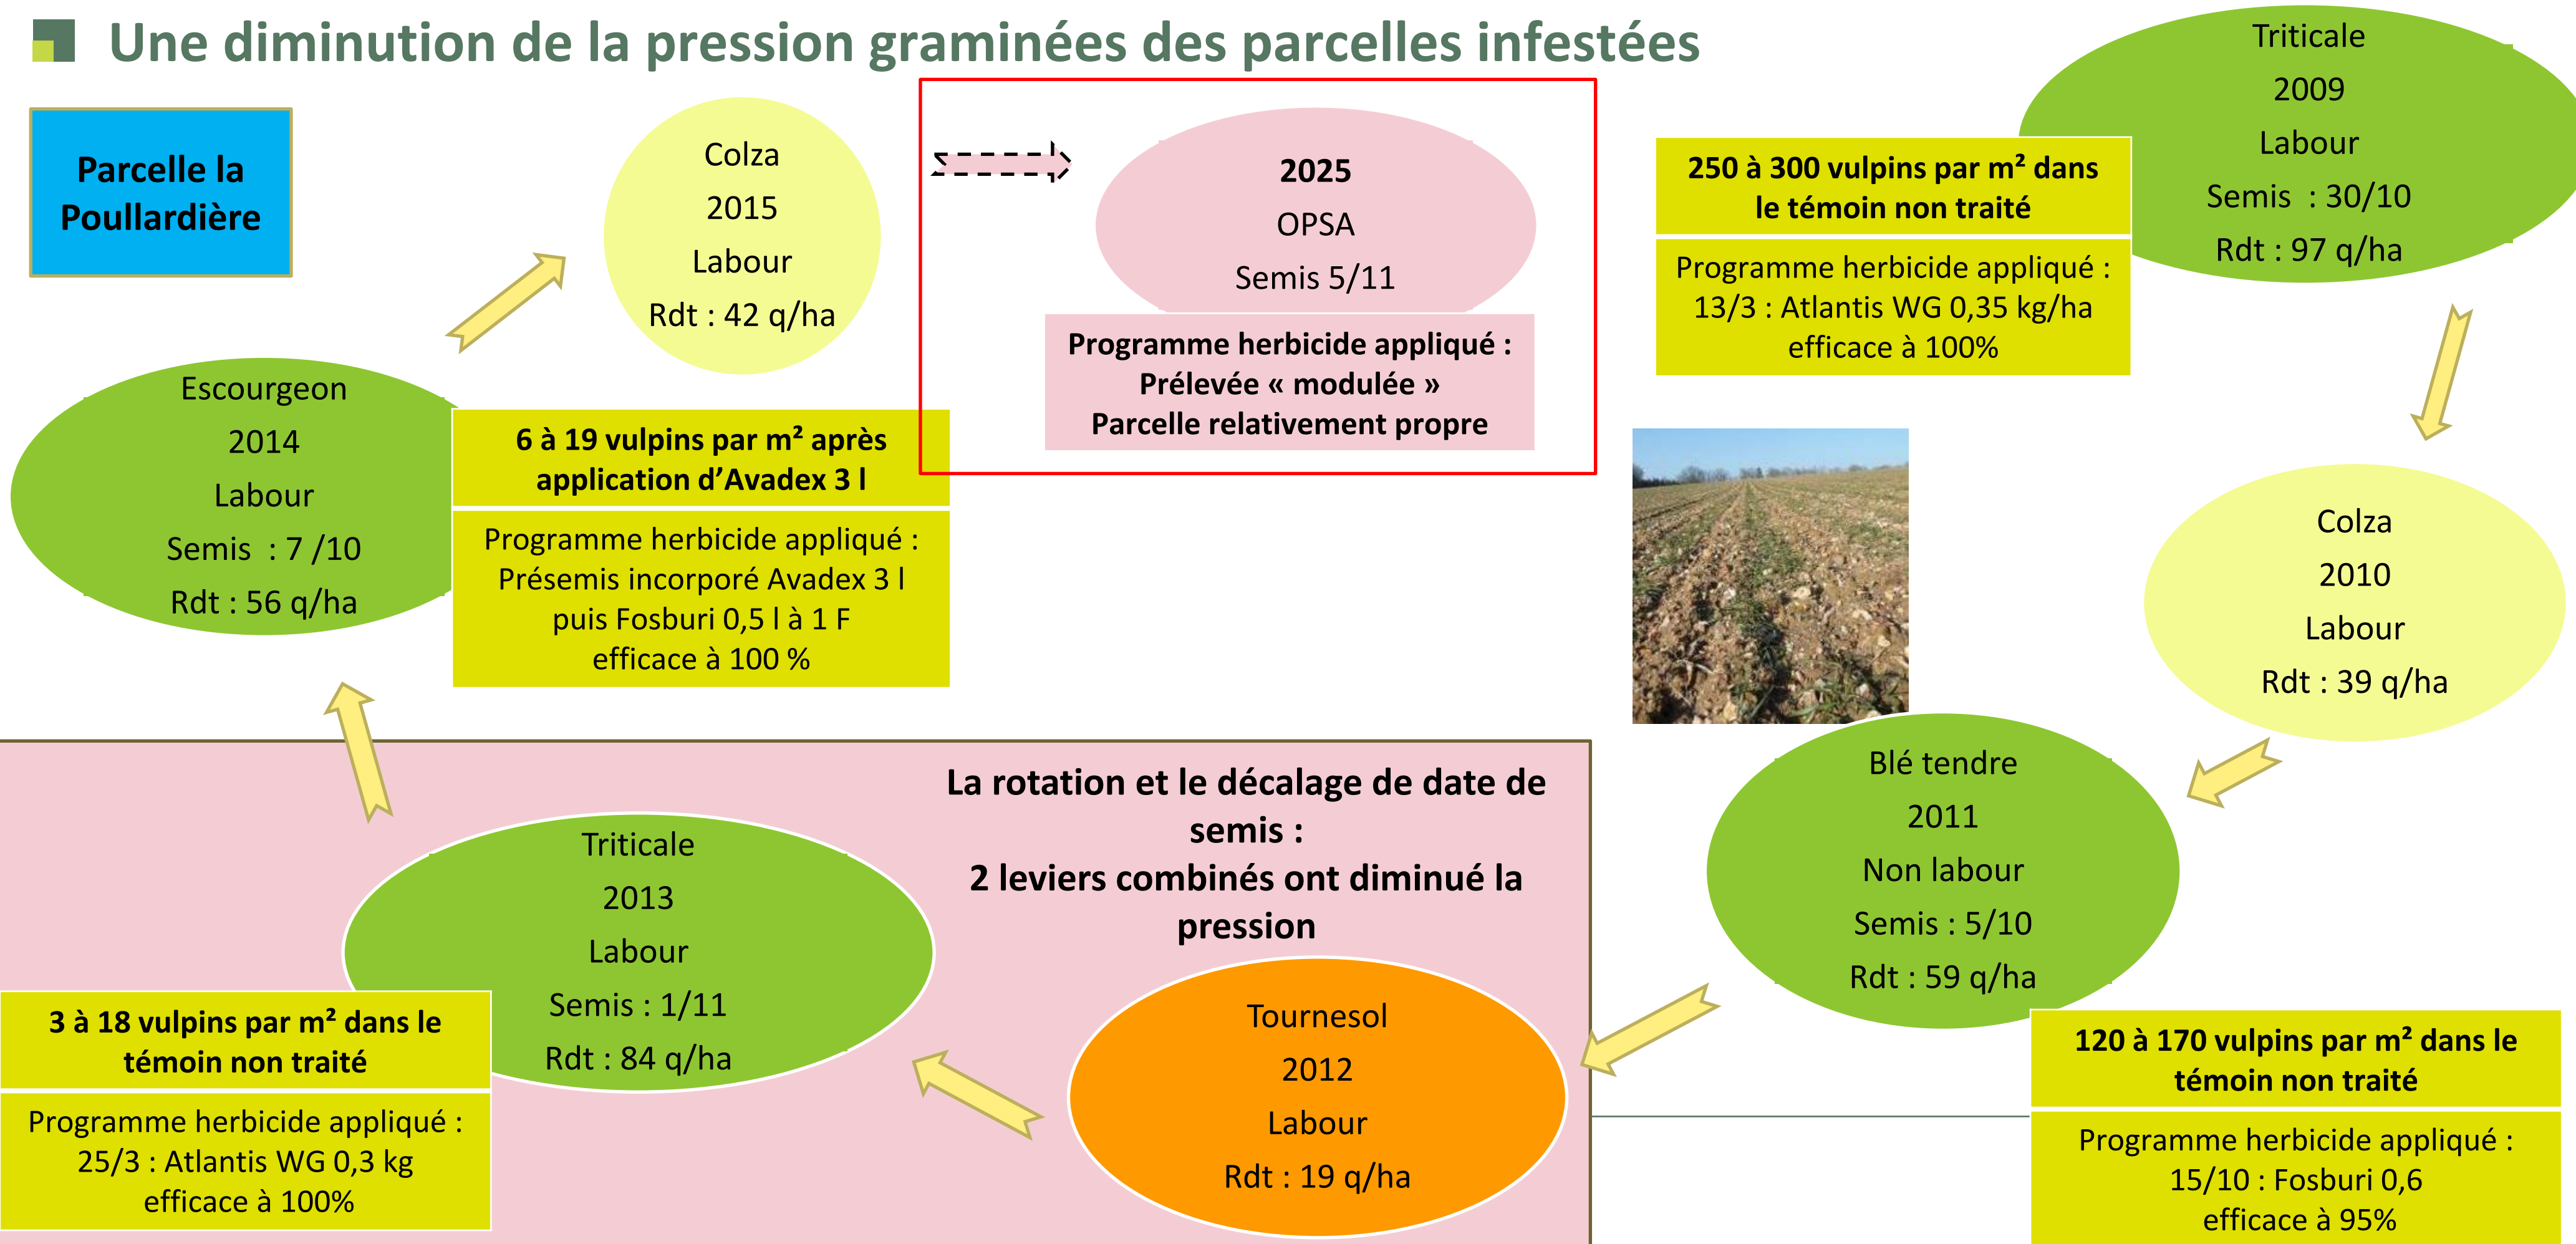 Une diminution de la pression graminées des parcelles infestées
Parcelle la
Poullardière
Triticale
2009
Labour
Semis  : 30/10
Rdt : 97 q/ha
250 à 300 vulpins par m² dans
le témoin non traité
Programme herbicide appliqué :
13/3 : Atlantis WG 0,35 kg/ha
efficace à 100%
Colza
2010
Labour
Rdt : 39 q/ha
Blé tendre
2011
Non labour
Semis : 5/10
Rdt : 59 q/ha
120 à 170 vulpins par m² dans le
témoin non traité
Programme herbicide appliqué :
15/10 : Fosburi 0,6
efficace à 95%
La rotation et le décalage de date de
semis :
2 leviers combinés ont diminué la
pression
Tournesol
2012
Labour
Rdt : 19 q/ha
Triticale
2013
Labour
Semis : 1/11
Rdt : 84 q/ha
3 à 18 vulpins par m² dans le
témoin non traité
Programme herbicide appliqué :
25/3 : Atlantis WG 0,3 kg
efficace à 100%
Escourgeon
2014
Labour
Semis  : 7 /10
Rdt : 56 q/ha
6 à 19 vulpins par m² après
application d’Avadex 3 l
Programme herbicide appliqué :
Présemis incorporé Avadex 3 l
puis Fosburi 0,5 l à 1 F
efficace à 100 %
Colza
2015
Labour
Rdt : 42 q/ha
2025
OPSA
Semis 5/11
Programme herbicide appliqué :
Prélevée « modulée »
Parcelle relativement propre